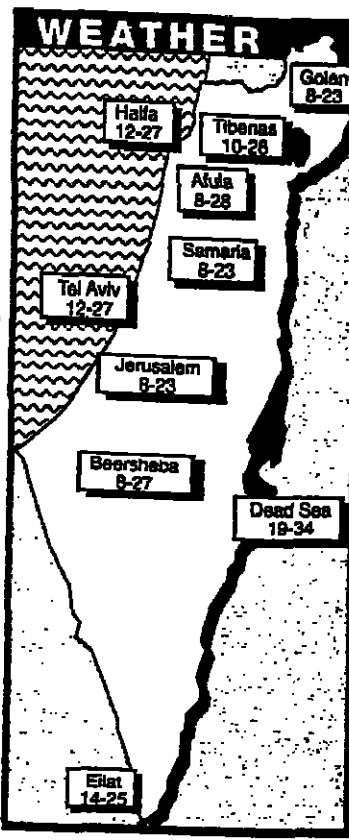 WEATHER
Golan
8-23
Haifa
12-27
Tiberias
10-28
Afula
8-28
Samaria
8-23
Tel Aviv
12-27
Jerusalem
8-23
Beersheba
8-27
Dead Sea
19-34
Eilat
14-25